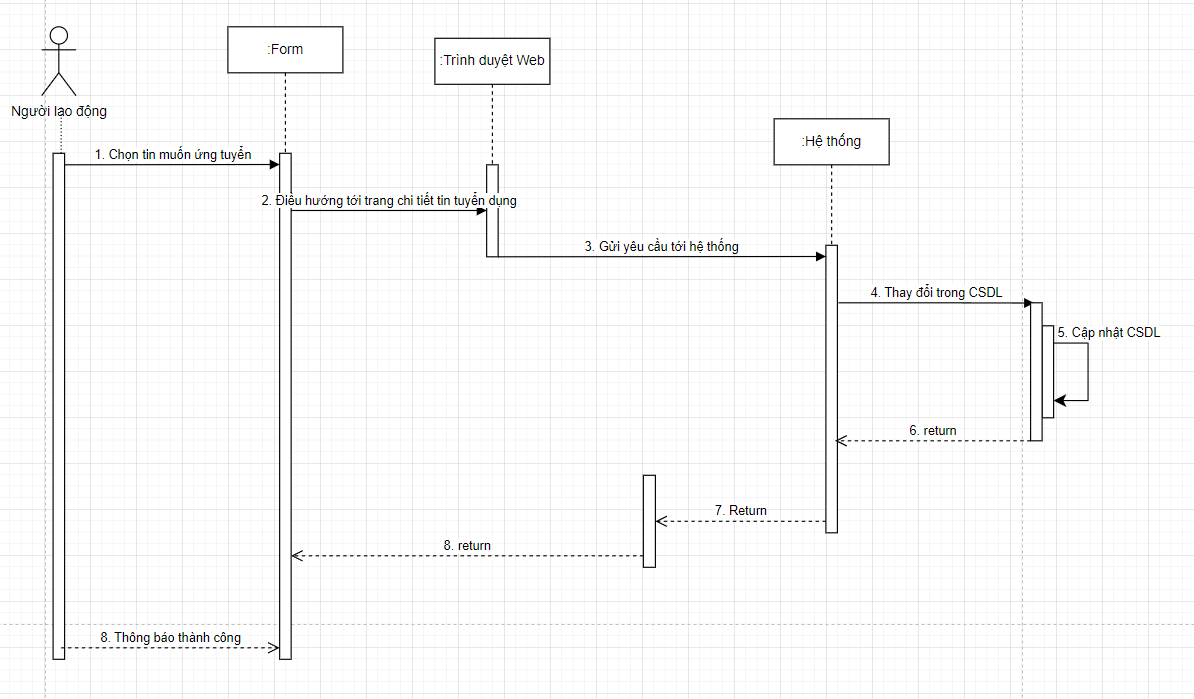 :Form
:Trình duyệt Web
Người lao động
:Hệ thống
1. Chọn tin muốn ứng tuyển
2. Điều hướng tới trang chi tiết tin tuyển dụng
3. Gửi yêu cầu tới hệ thống
4. Thay đổi trong CSDL
5. Cập nhật CSDL
6. return
7. Return
8. return
8. Thông báo thành công